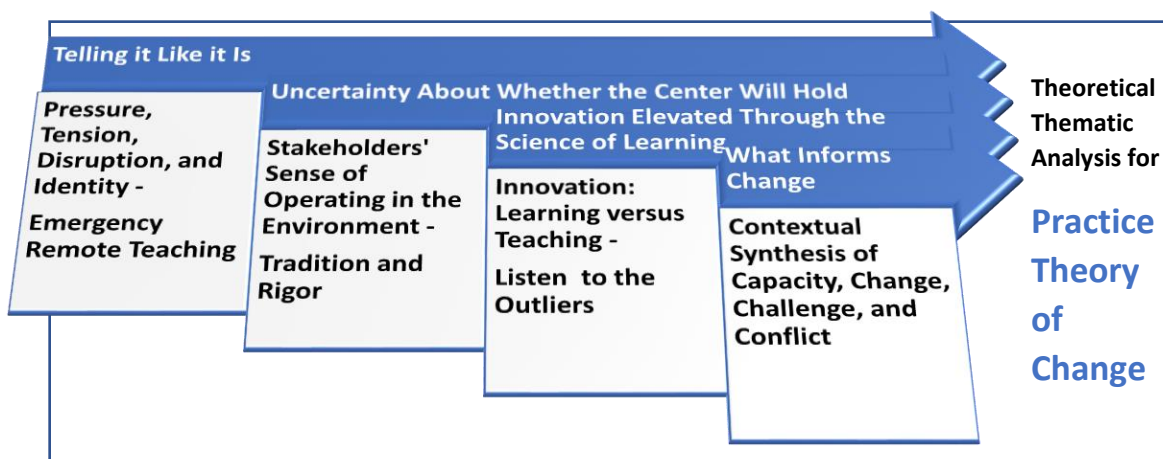 Telling it Like it Is
Pressure,
Tension,
Disruption, and
Identity -
Emergency
Remote Teaching
Uncertainty About Whether the Center Will Hold
Stakeholders'
Sense of
Operating in the
Environment -
Tradition and
Rigor
Innovation Elevated Through the
Science of Learning
Innovation:
Learning versus
Teaching -
Listen to the
Outliers
What Informs
Change
Contextual
Synthesis of
Capacity, Change,
Challenge, and
Conflict
Theoretical
Thematic
Analysis for
Practice
Theory
of
Change